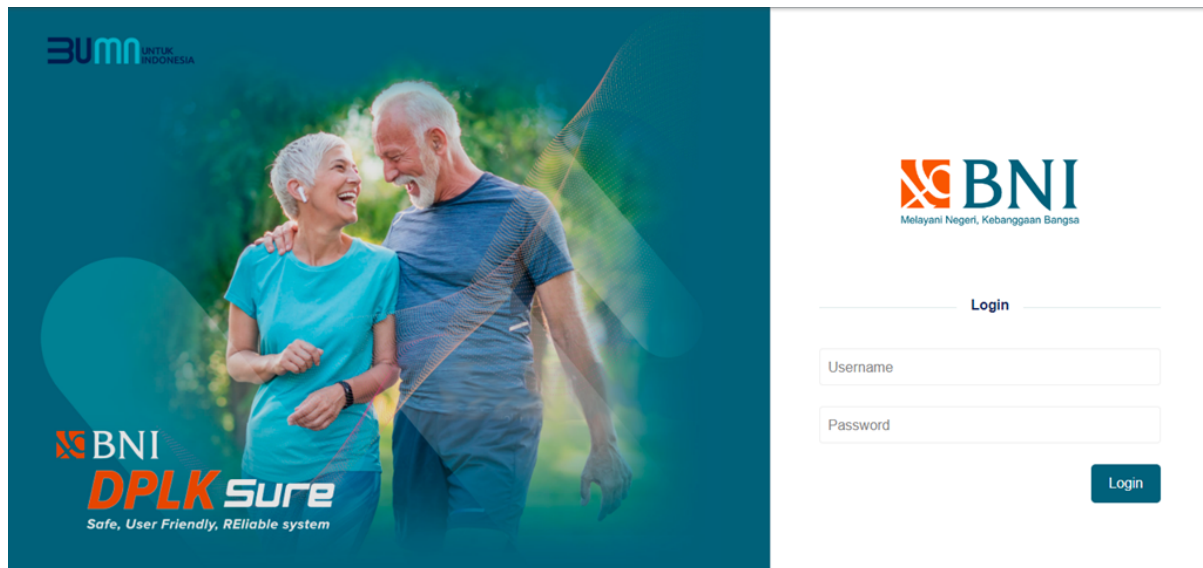 BUMN UNTUK
INDONESIA
BNI
DPLK Sure
Safe, User Friendly, REliable system
BNI
Melayani Negeri, Kebanggaan Bangsa
Login
Username
Password
Login